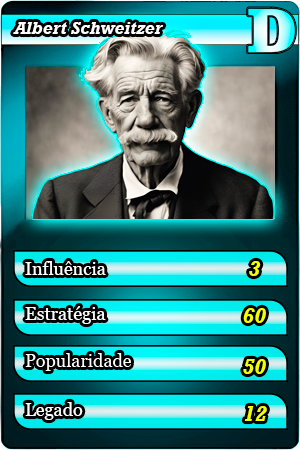 Albert Schweitzer
D
Influência 3
Estratégia 60
Popularidade 50
Legado 12